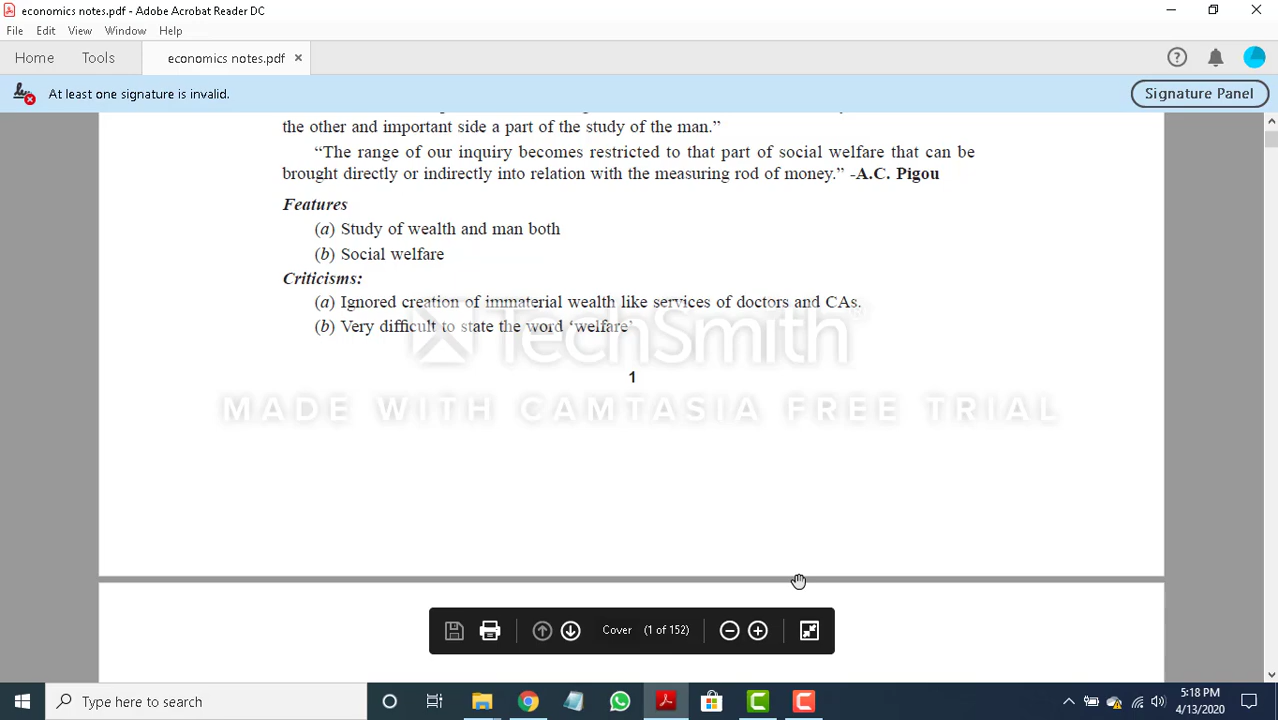 economics notes.pdf - Adobe Acrobat Reader DC
File Edit View Window Help
Home Tools economics notes.pdf ×
At least one signature is invalid.
Signature Panel
the other and important side a part of the study of the man.”
“The range of our inquiry becomes restricted to that part of social welfare that can be
brought directly or indirectly into relation with the measuring rod of money.” -A.C. Pigou
Features
(a) Study of wealth and man both
(b) Social welfare
Criticisms:
(a) Ignored creation of immaterial wealth like services of doctors and CAs.
(b) Very difficult to state the word ‘welfare’
TechSmith
1
MADE WITH CAMTASIA FREE TRIAL
Cover (1 of 152)
Type here to search
5:18 PM
4/13/2020